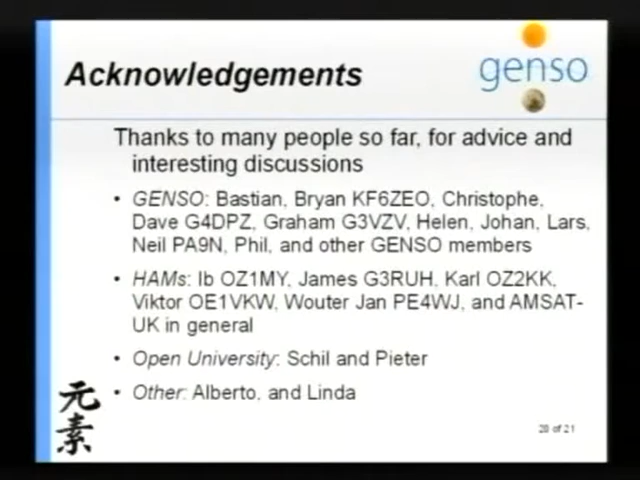 Acknowledgements
genso
Thanks to many people so far, for advice and
interesting discussions
• GENSO: Bastian, Bryan KF6ZEO, Christophe,
Dave G4DPZ, Graham G3VZV, Helen, Johan, Lars,
Neil PA9N, Phil, and other GENSO members
• HAMs: Ib OZ1MY, James G3RUH, Karl OZ2KK,
Viktor OE1VKW, Wouter Jan PE4WJ, and AMSAT-
UK in general
• Open University: Schil and Pieter
• Other: Alberto, and Linda
元
素
20 of 21